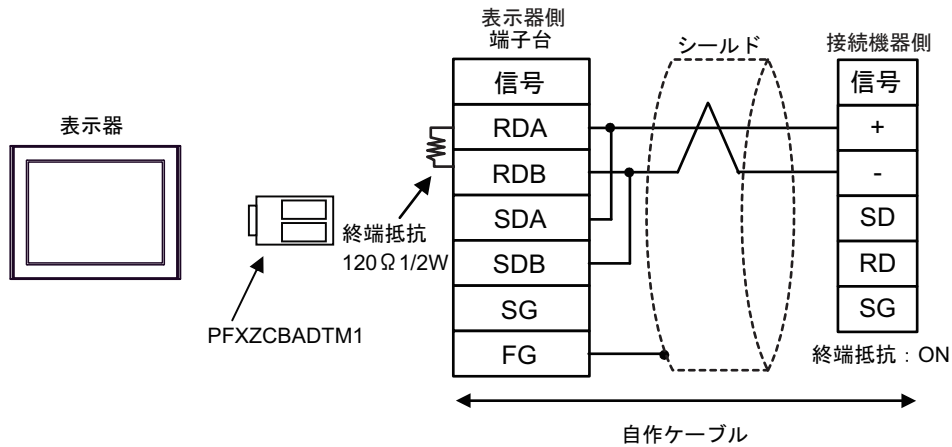 表示器
PFXZCBADTM1
終端抵抗
120Ω 1/2W
表示器側
端子台
信号
RDA
RDB
SDA
SDB
SG
FG
シールド
接続機器側
信号
+
-
SD
RD
SG
終端抵抗：ON
自作ケーブル